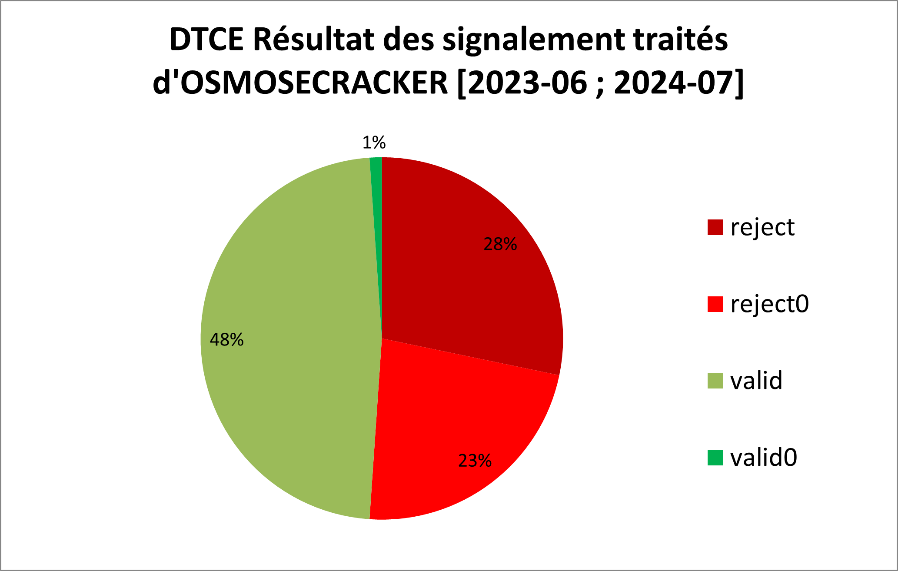 DTCE Résultat des signalement traités
d'OSMOSECRACKER [2023-06 ; 2024-07]
1%
28%
48%
23%
reject
reject0
valid
valid0